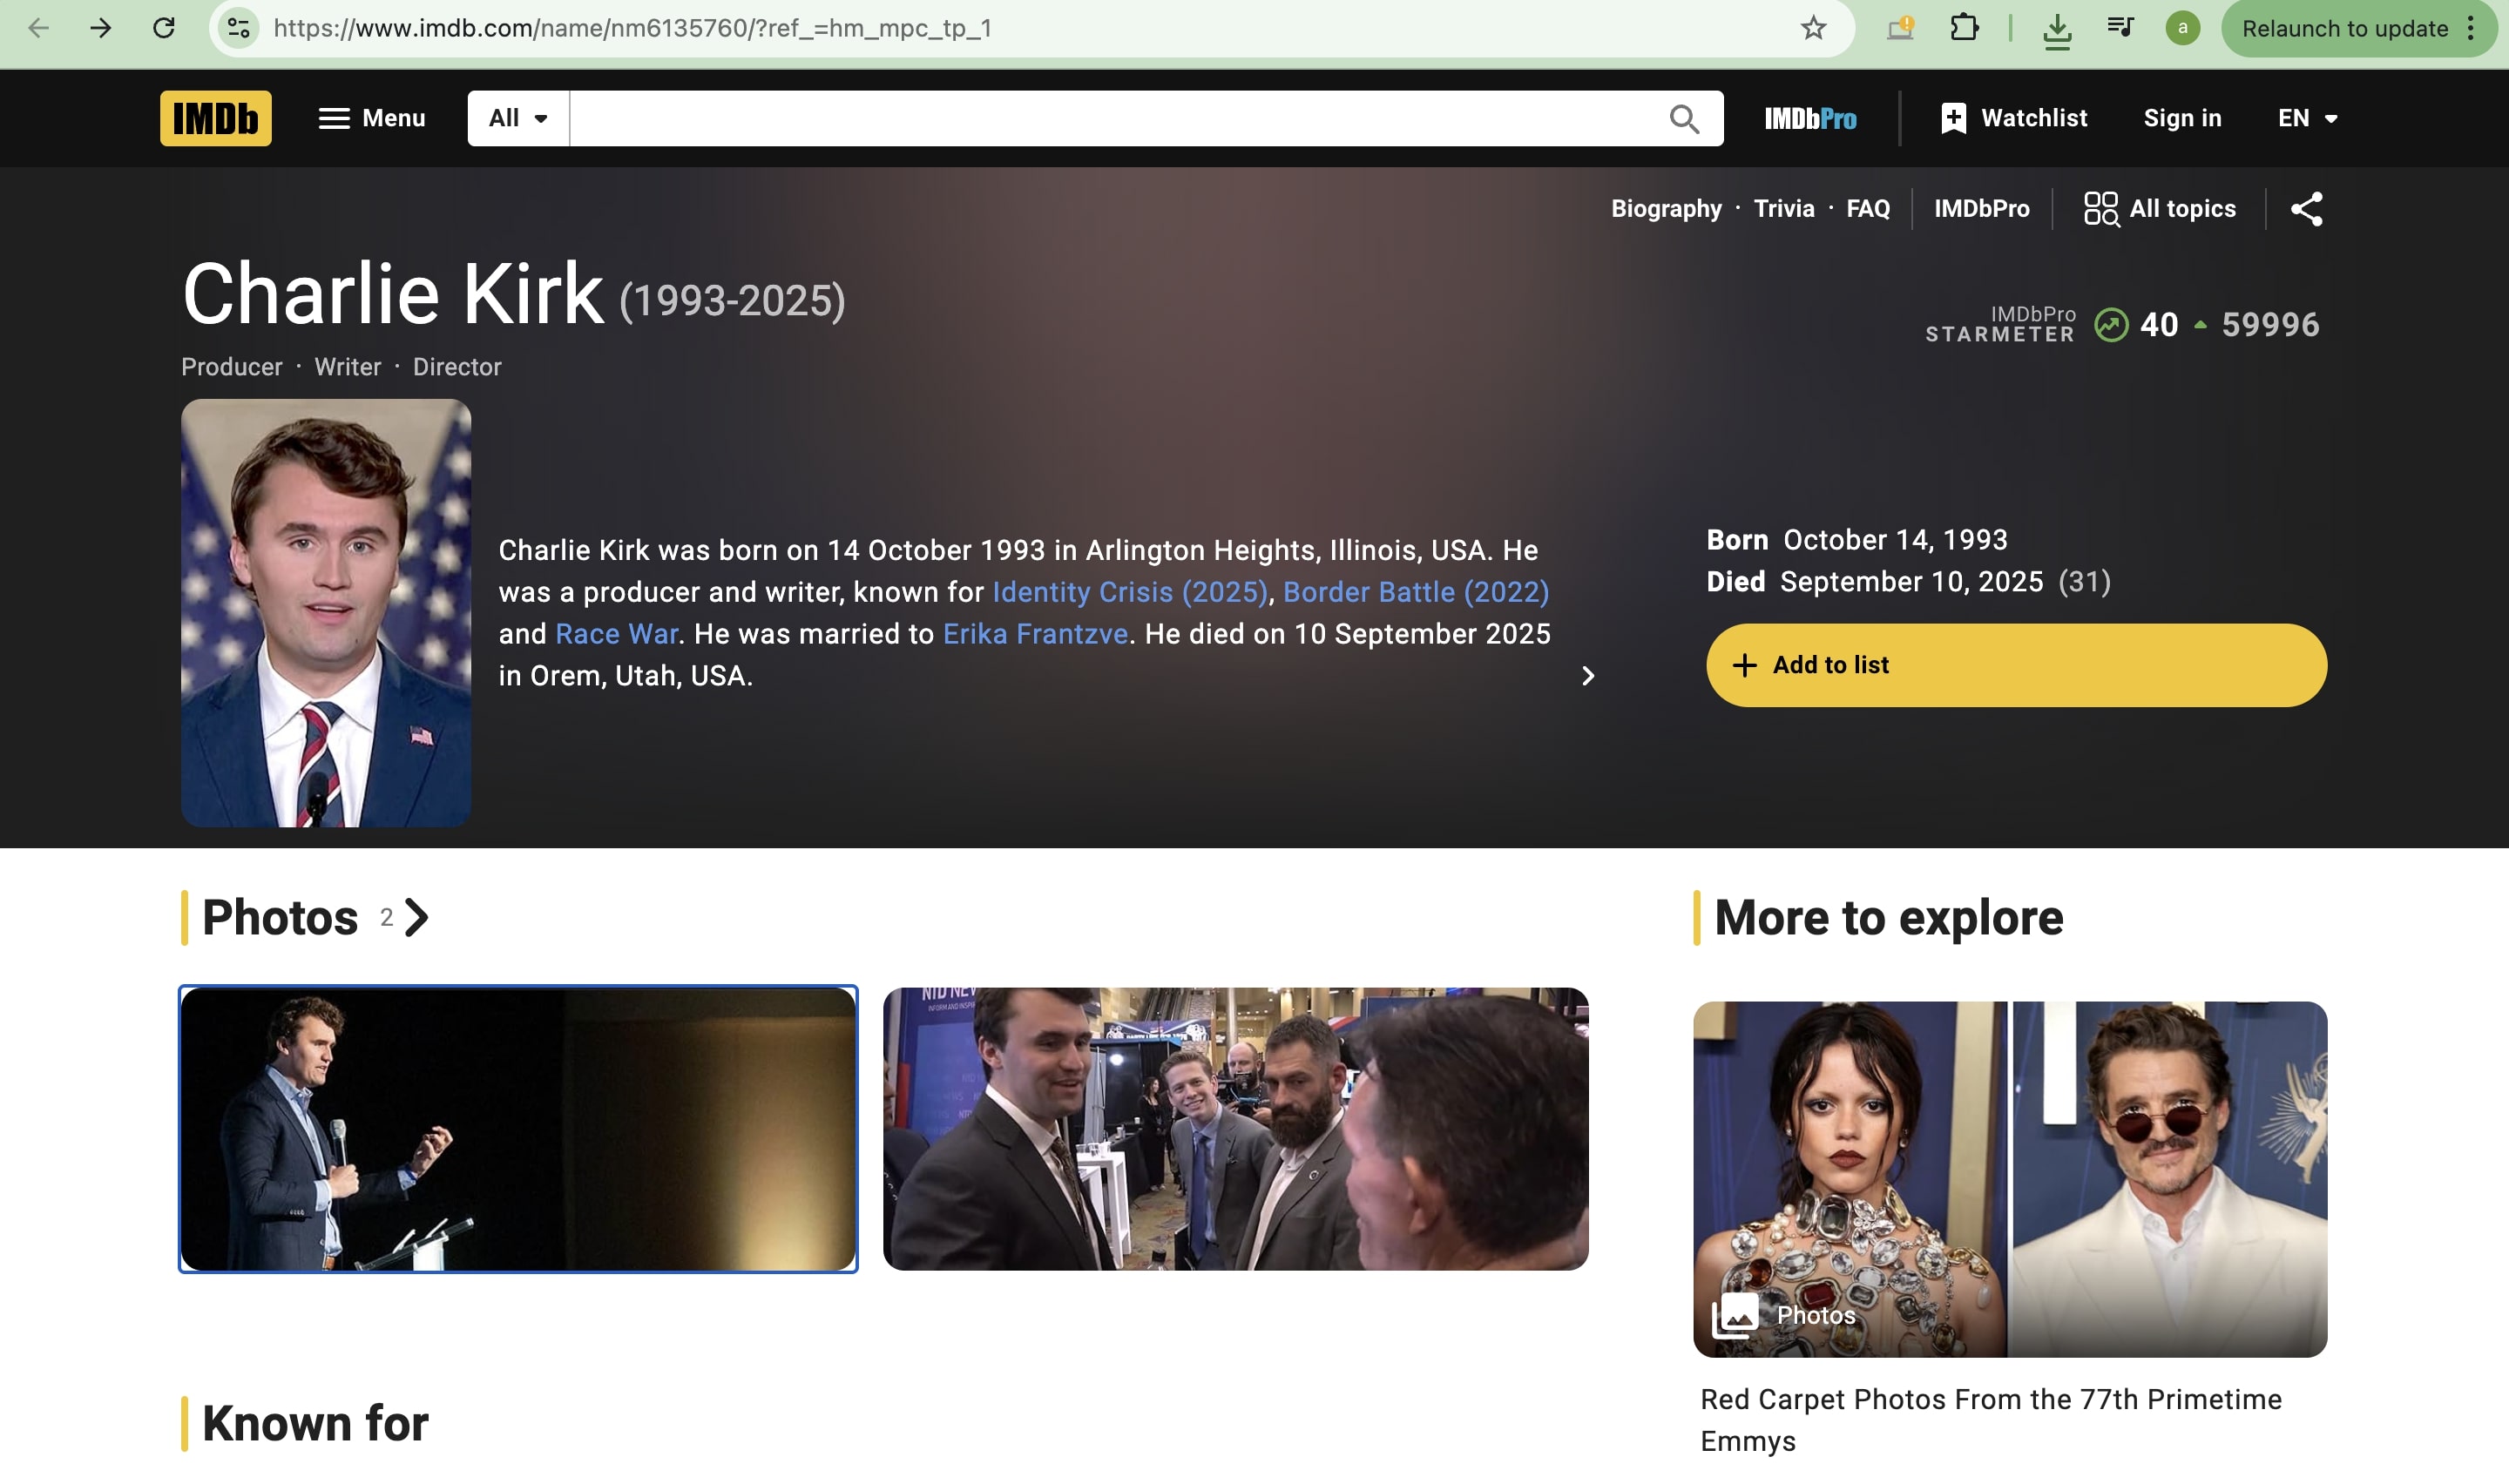 https://www.imdb.com/name/nm6135760/?ref_=hm_mpc_tp_1
a
Relaunch to update
IMDb
Menu
All
IMDbPro
Watchlist
Sign in
EN
Biography · Trivia · FAQ
IMDbPro
All topics
Charlie Kirk (1993-2025)
Producer · Writer · Director
IMDbPro
STARMETER
40
59996
Charlie Kirk was born on 14 October 1993 in Arlington Heights, Illinois, USA. He
was a producer and writer, known for Identity Crisis (2025), Border Battle (2022)
and Race War. He was married to Erika Frantzve. He died on 10 September 2025
in Orem, Utah, USA.
Born October 14, 1993
Died September 10, 2025 (31)
+ Add to list
Photos 2
More to explore
Photos
Known for
Red Carpet Photos From the 77th Primetime
Emmys